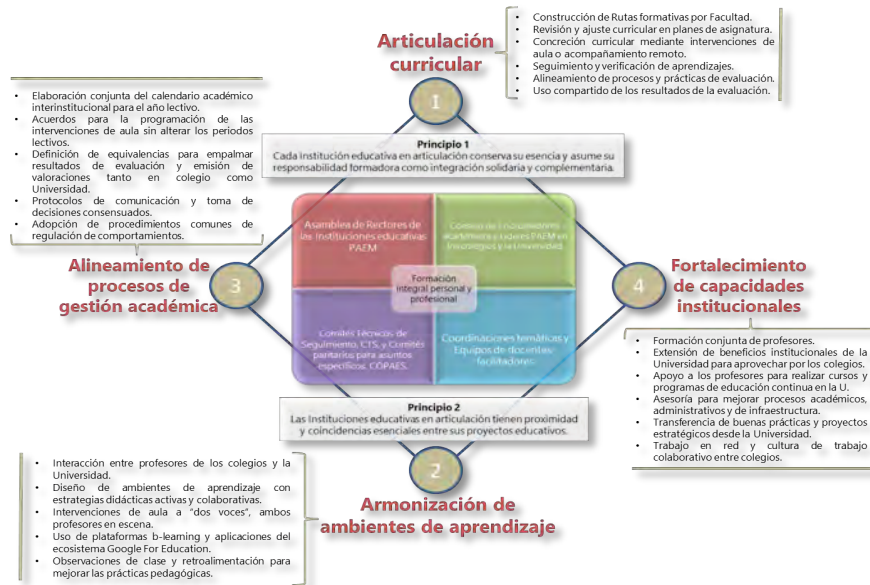 Articulación
curricular
1
• Construcción de Rutas formativas por Facultad.
• Revisión y ajuste curricular en planes de asignatura.
• Concreción curricular mediante intervenciones de
aula o acompañamiento remoto.
• Seguimiento y verificación de aprendizajes.
• Alineamiento de procesos y prácticas de evaluación.
• Uso compartido de los resultados de la evaluación.
• Elaboración conjunta del calendario académico
interinstitucional para el año lectivo.
• Acuerdos para la programación de las
intervenciones de aula sin alterar los periodos
lectivos.
• Definición de equivalencias para empalmar
resultados de evaluación y emisión de
valoraciones tanto en colegio como
Universidad.
• Protocolos de comunicación y toma de
decisiones consensuados.
• Adopción de procedimientos comunes de
regulación de comportamientos.
Alineamiento de
procesos de
gestión académica
3
Principio 1
Cada Institución educativa en articulación conserva su esencia y asume su
responsabilidad formadora como integración solidaria y complementaria.
Asamblea de Rectores de
las Instituciones educativas
PAEM
Consejo de Coordinadores
académicos y Líderes PAEM en
los colegios y la Universidad.
Formación
integral personal y
profesional
Comités Técnicos de
Seguimiento, CTS, y Comités
paritarios para asuntos
específicos, COPAES.
Coordinaciones temáticas y
Equipos de docentes
facilitadores.
Principio 2
Las Instituciones educativas en articulación tienen proximidad
y coincidencias esenciales entre sus proyectos educativos.
4
Fortalecimiento
de capacidades
institucionales
• Formación conjunta de profesores.
• Extensión de beneficios institucionales de la
Universidad para aprovechar por los colegios.
• Apoyo a los profesores para realizar cursos y
programas de educación continua en la U.
• Asesoría para mejorar procesos académicos,
administrativos y de infraestructura.
• Transferencia de buenas prácticas y proyectos
estratégicos desde la Universidad.
• Trabajo en red y cultura de trabajo
colaborativo entre colegios.
• Interacción entre profesores de los colegios y la
Universidad.
• Diseño de ambientes de aprendizaje con
estrategias didácticas activas y colaborativas.
• Intervenciones de aula a "dos voces", ambos
profesores en escena.
• Uso de plataformas b-learning y aplicaciones del
ecosistema Google For Education.
• Observaciones de clase y retroalimentación para
mejorar las prácticas pedagógicas.
2
Armonización de
ambientes de aprendizaje